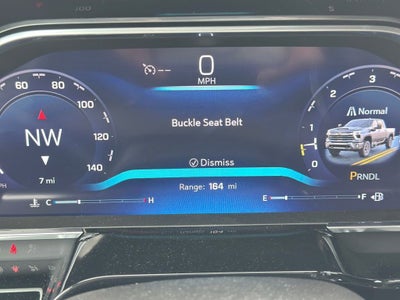 0
MPH
60 80
100
120
140
NW
7 mi
Buckle Seat Belt
Dismiss
Range: 164 mi
C H
E F
1 2 3
0
Normal
PRNDL